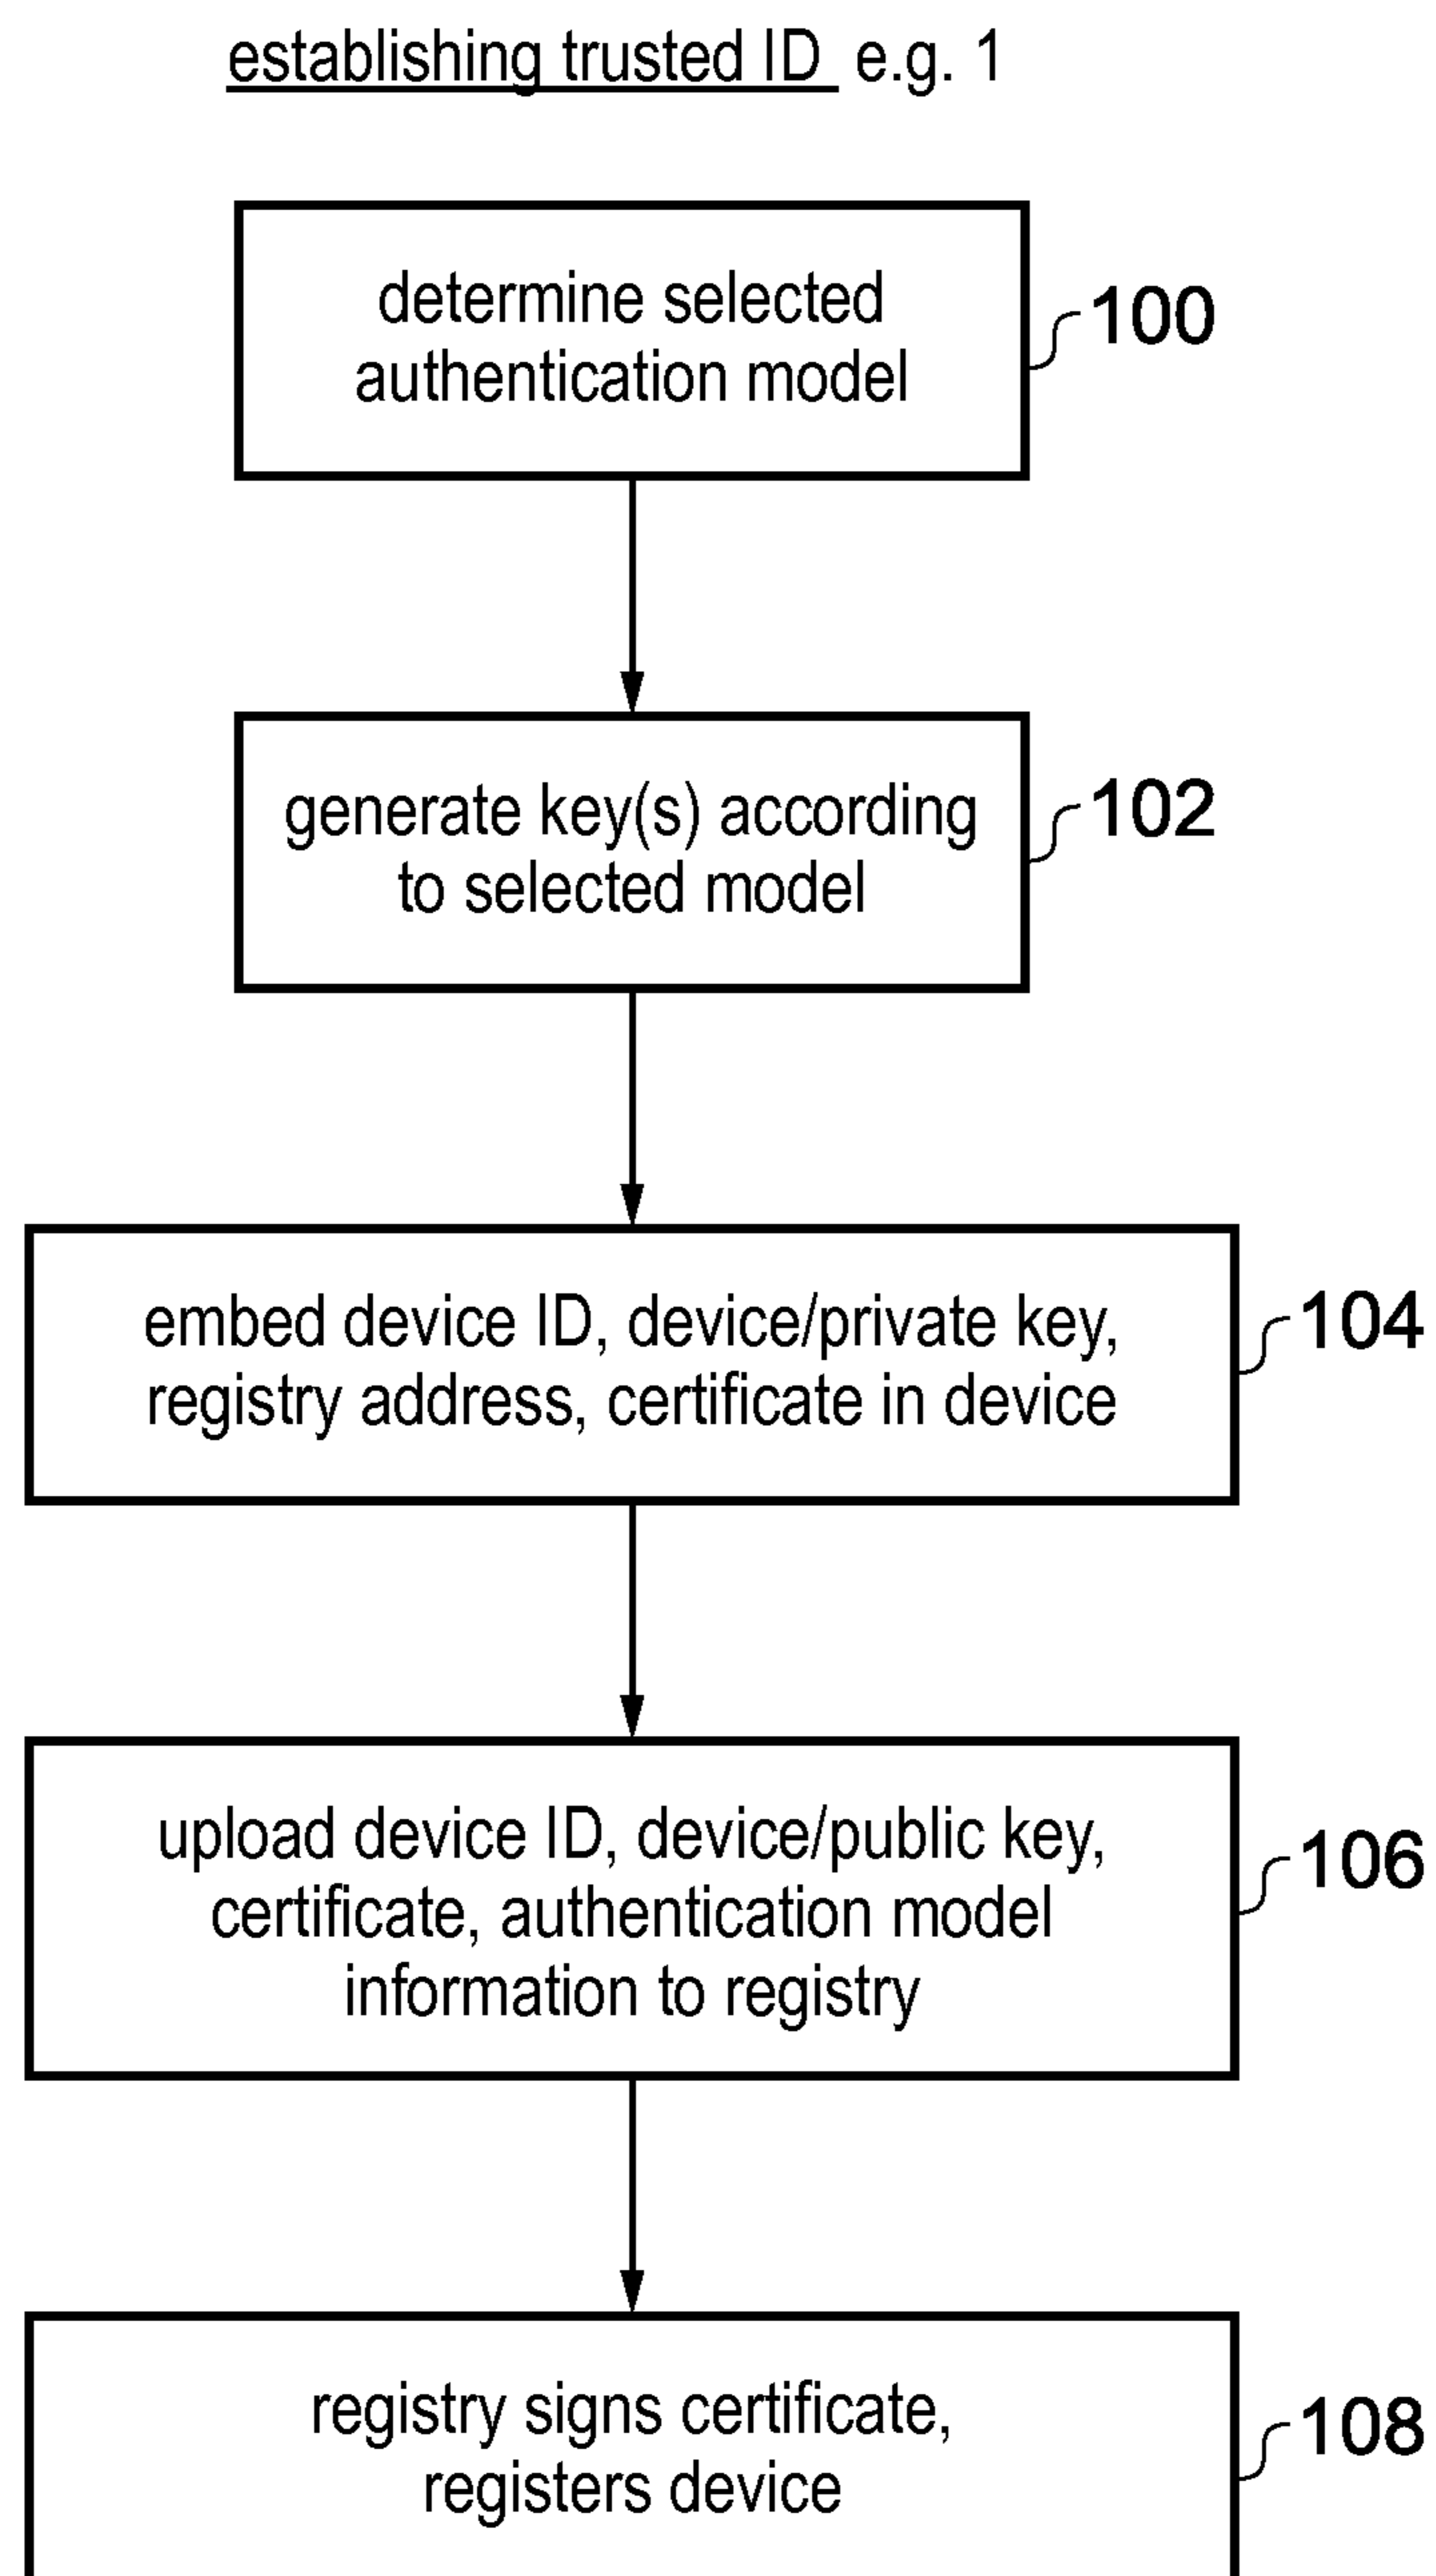 establishing trusted ID e.g. 1
determine selected
authentication model
100
generate key(s) according
to selected model
102
embed device ID, device/private key,
registry address, certificate in device
104
upload device ID, device/public key,
certificate, authentication model
information to registry
106
registry signs certificate,
registers device
108